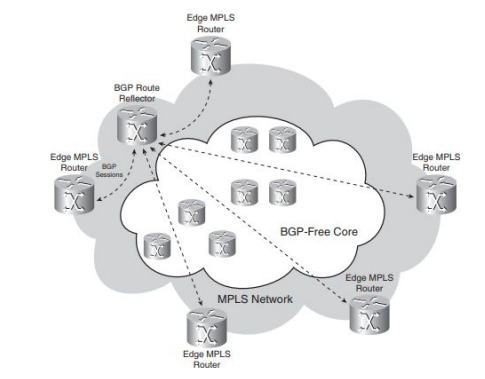 Edge MPLS
Router
BGP Route
Reflector
BGP
Sessions
Edge MPLS
Router
Edge MPLS
Router
BGP-Free Core
MPLS Network
Edge MPLS
Router
Edge MPLS
Router